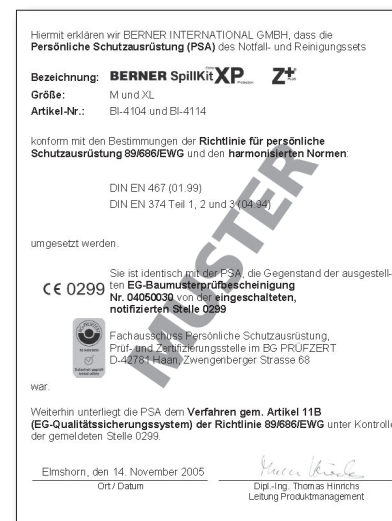 Hiermit erklären wir BERNER INTERNATIONAL GMBH, dass die
Persönliche Schutzausrüstung (PSA) des Notfall- und Reinigungssets
Bezeichnung: BERNER SpillKit XP Z+
Größe: M und XL
Artikel-Nr.: BI-4104 und BI-4114
konform mit den Bestimmungen der Richtlinie für persönliche
Schutzausrüstung 89/686/EWG und den harmonisierten Normen:
DIN EN 467 (01.99)
DIN EN 374 Teil 1, 2 und 3 (04.94)
umgesetzt werden.
Sie ist identisch mit der PSA, die Gegenstand der ausgestell-
CE 0299 ten EG-Baumusterprüfbescheinigung
Nr. 04050030 von der eingeschalteten,
notifizierten Stelle 0299
Fachausschuss Persönliche Schutzausrüstung,
Prüf- und Zertifizierungsstelle im BG PRÜFZERT
D-42781 Haan, Zwengenberger Strasse 68
war.
Weiterhin unterliegt die PSA dem Verfahren gem. Artikel 11B
(EG-Qualitätssicherungssystem) der Richtlinie 89/686/EWG unter Kontrolle
der gemeldeten Stelle 0299.
Elmshorn, den 14. November 2005
Ort / Datum
Dipl.-Ing. Thomas Hinrichs
Leitung Produktmanagement
MUSTER